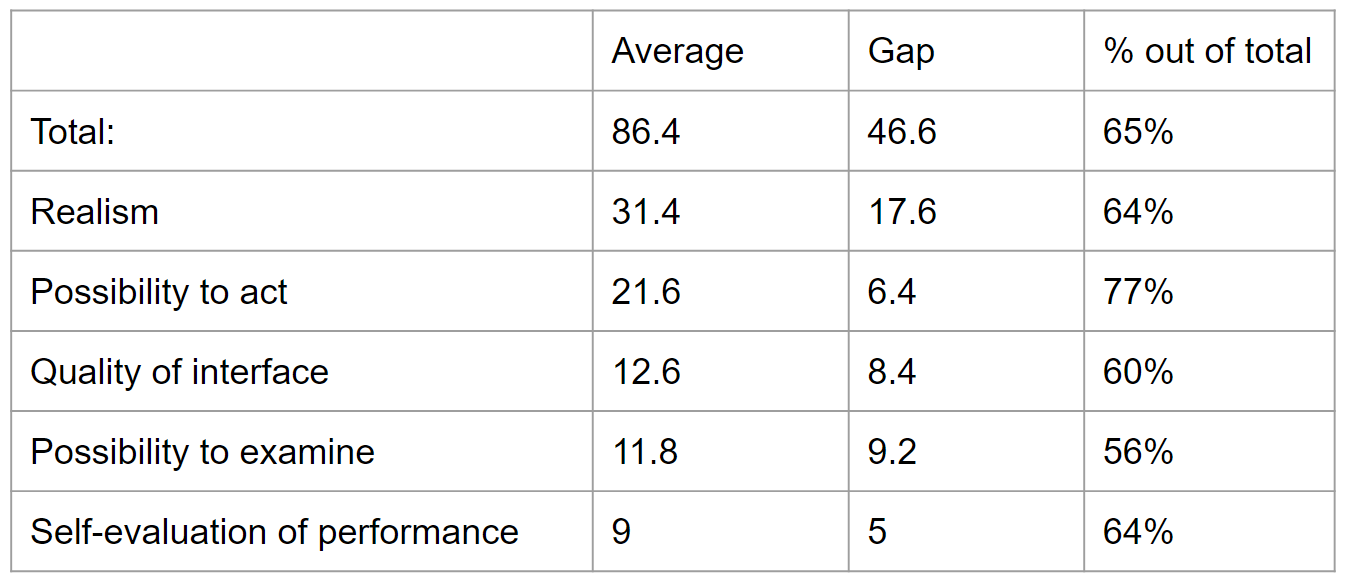 Average Gap % out of total
Total: 86.4 46.6 65%
Realism 31.4 17.6 64%
Possibility to act 21.6 6.4 77%
Quality of interface 12.6 8.4 60%
Possibility to examine 11.8 9.2 56%
Self-evaluation of performance 9 5 64%